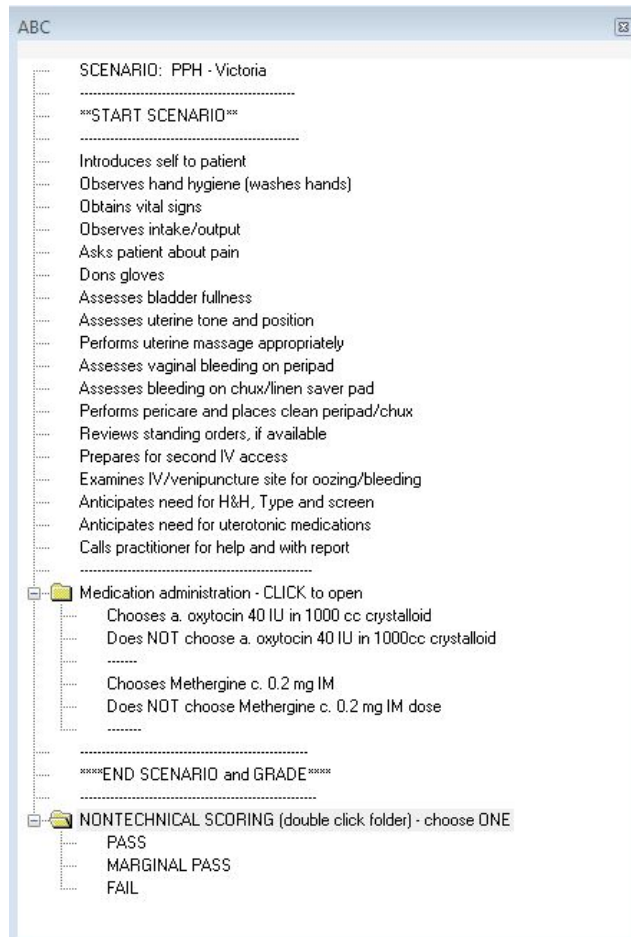 ABC
SCENARIO: PPH - Victoria
--------------------------------------------------
**START SCENARIO**
---------------------------------------------------
Introduces self to patient
Observes hand hygiene (washes hands)
Obtains vital signs
Observes intake/output
Asks patient about pain
Dons gloves
Assesses bladder fullness
Assesses uterine tone and position
Performs uterine massage appropriately
Assesses vaginal bleeding on peripad
Assesses bleeding on chux/linen saver pad
Performs pericare and places clean peripad/chux
Reviews standing orders, if available
Prepares for second IV access
Examines IV/venipuncture site for oozing/bleeding
Anticipates need for H&H, Type and screen
Anticipates need for uterotonic medications
Calls practitioner for help and with report
------------------------------------------------------
Medication administration - CLICK to open
Chooses a. oxytocin 40 IU in 1000 cc crystalloid
Does NOT choose a. oxytocin 40 IU in 1000cc crystalloid
-------
Chooses Methergine c. 0.2 mg IM
Does NOT choose Methergine c. 0.2 mg IM dose
--------
-----------------------------------------------------
****END SCENARIO and GRADE****
-------------------------------------------------------
NONTECHNICAL SCORING (double click folder) - choose ONE
PASS
MARGINAL PASS
FAIL